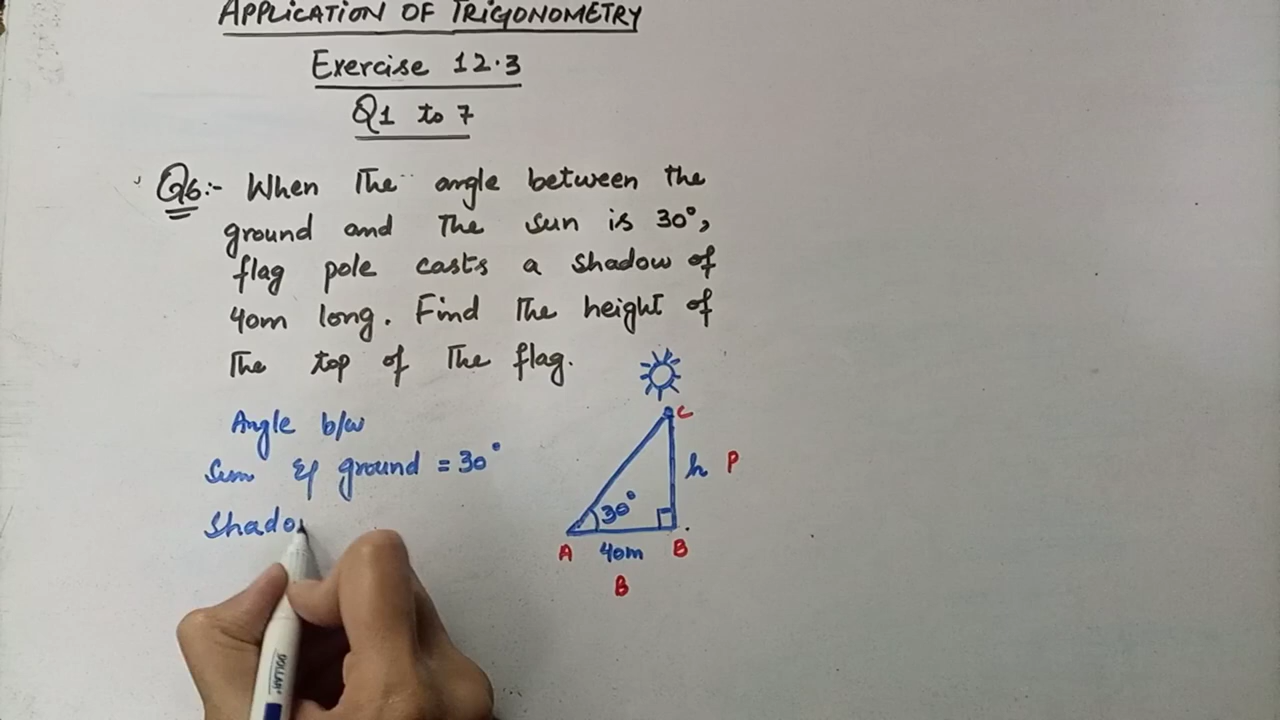 APPLICATION OF TRIGONOMETRY
Exercise 12.3
Q1 to 7
Q6:- When The angle between the
ground and The sun is 30°,
flag pole casts a shadow of
40m long. Find The height of
The top of The flag.
Angle b/w
Sun & ground = 30°
Shado
C
h P
30°
A 40m B
B
DOLLAR